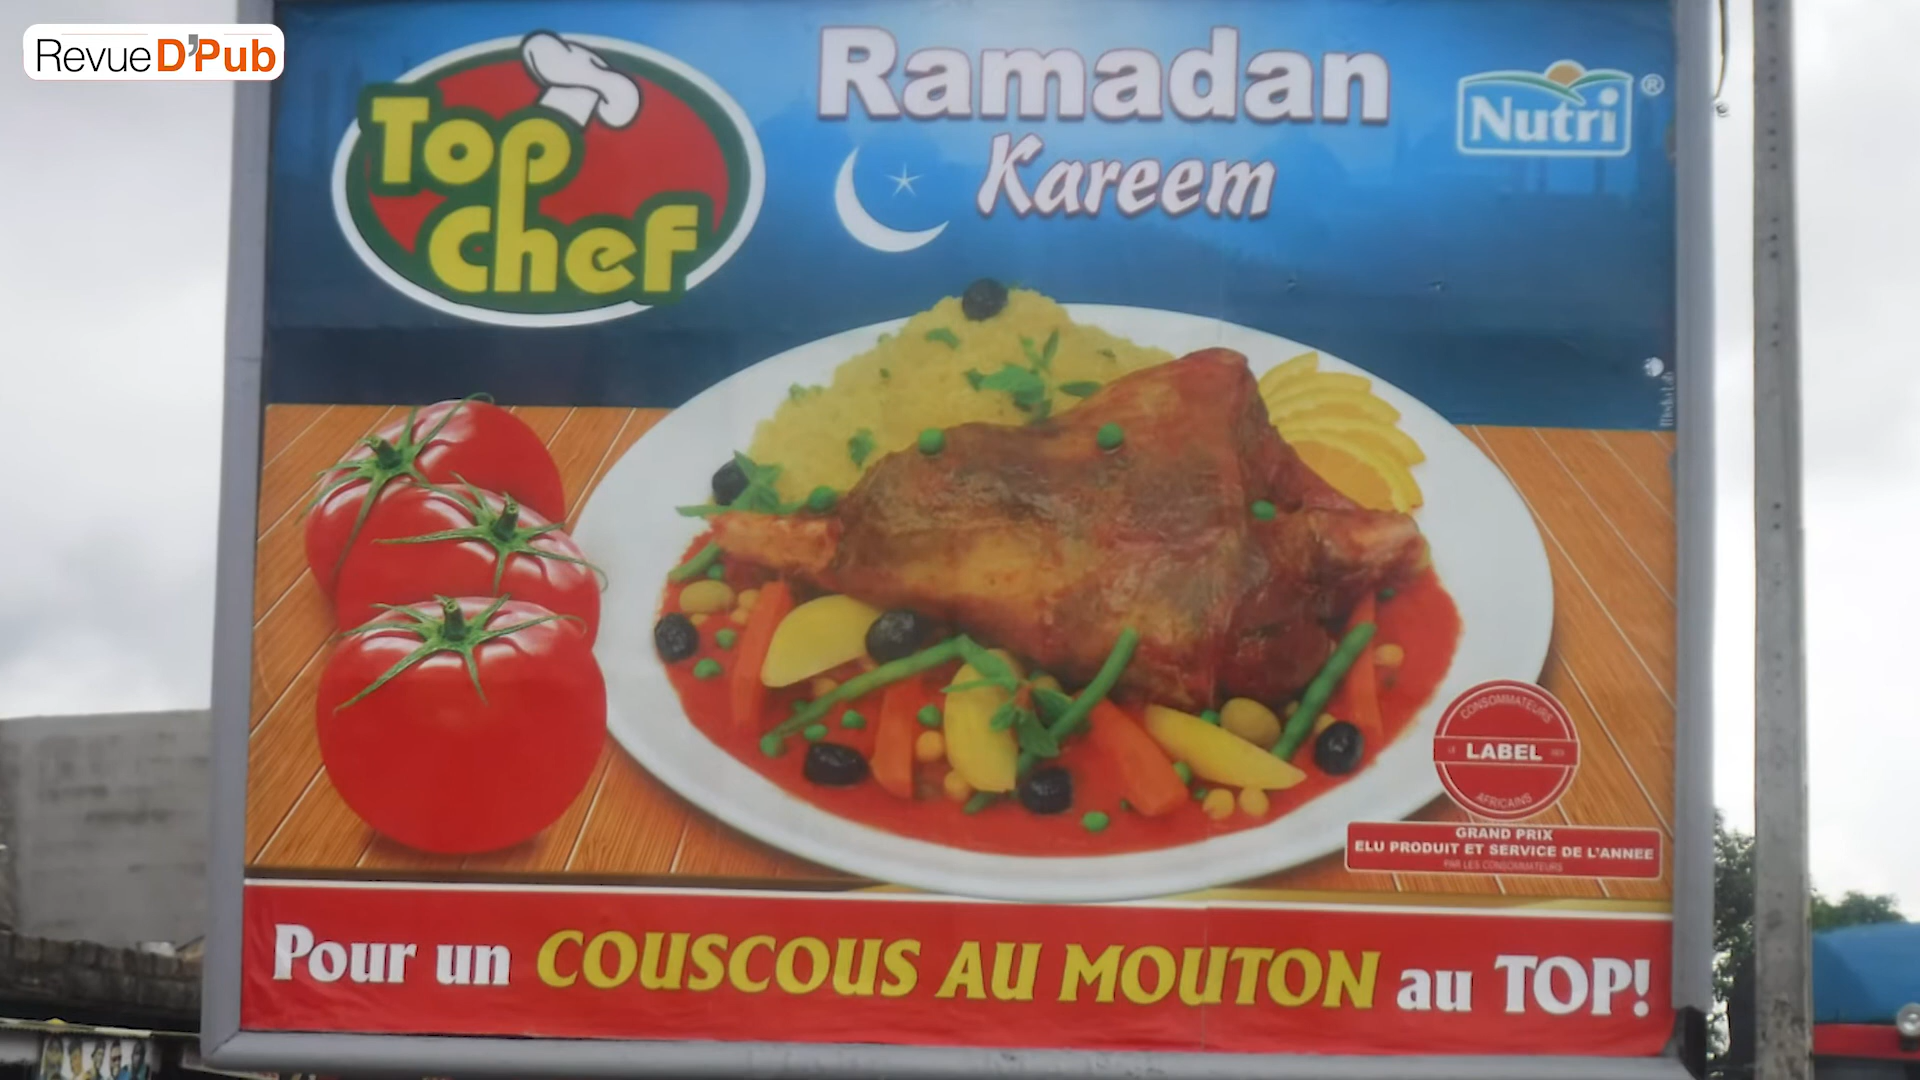 Revue D'Pub
Top
Chef
Ramadan
Kareem
Nutri®
CONSOMMATEURS
LABEL
AFRICAINS
GRAND PRIX
ELU PRODUIT ET SERVICE DE L'ANNEE
PAR LES CONSOMMATEURS
Pour un COUSCOUS AU MOUTON au TOP!